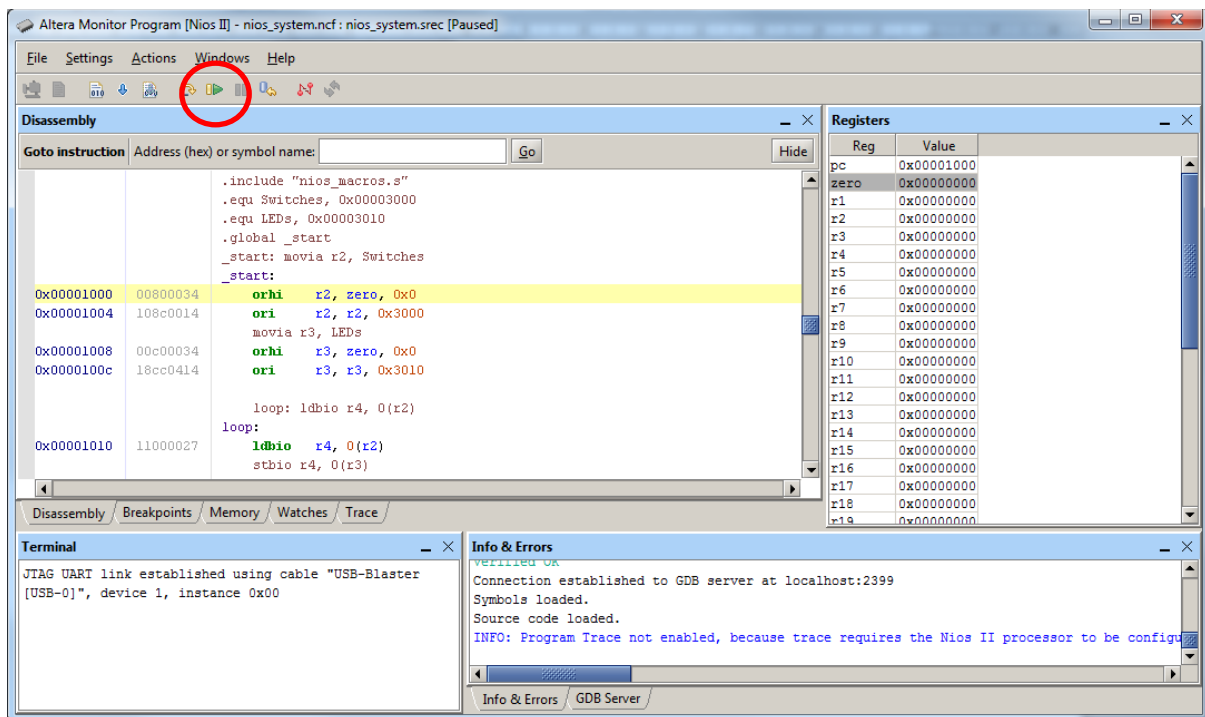 Altera Monitor Program [Nios II] - nios_system.ncf : nios_system.srec [Paused]
File Settings Actions Windows Help
Disassembly
Goto instruction Address (hex) or symbol name: Go Hide
.include "nios_macros.s"
.equ Switches, 0x00003000
.equ LEDs, 0x00003010
.global _start
_start: movia r2, Switches
_start:
0x00001000 00800034 orhi r2, zero, 0x0
0x00001004 108c0014 ori r2, r2, 0x3000
movia r3, LEDs
0x00001008 00c00034 orhi r3, zero, 0x0
0x0000100c 18cc0414 ori r3, r3, 0x3010
loop: ldbio r4, 0(r2)
loop:
0x00001010 11000027 ldbio r4, 0(r2)
stbio r4, 0(r3)
Disassembly Breakpoints Memory Watches Trace
Registers
Reg Value
pc 0x00001000
zero 0x00000000
r1 0x00000000
r2 0x00000000
r3 0x00000000
r4 0x00000000
r5 0x00000000
r6 0x00000000
r7 0x00000000
r8 0x00000000
r9 0x00000000
r10 0x00000000
r11 0x00000000
r12 0x00000000
r13 0x00000000
r14 0x00000000
r15 0x00000000
r16 0x00000000
r17 0x00000000
r18 0x00000000
r19 0x00000000
Terminal
JTAG UART link established using cable "USB-Blaster
[USB-0]", device 1, instance 0x00
Info & Errors
Verified OK
Connection established to GDB server at localhost:2399
Symbols loaded.
Source code loaded.
INFO: Program Trace not enabled, because trace requires the Nios II processor to be configu
Info & Errors GDB Server